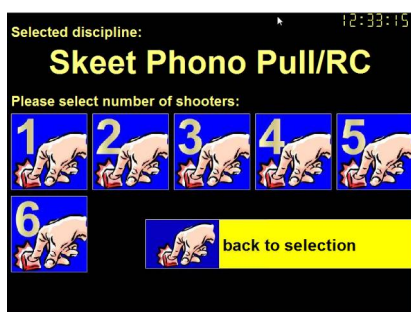 12:33:15
Selected discipline:
Skeet Phono Pull/RC
Please select number of shooters:
1 2 3 4 5
6
back to selection